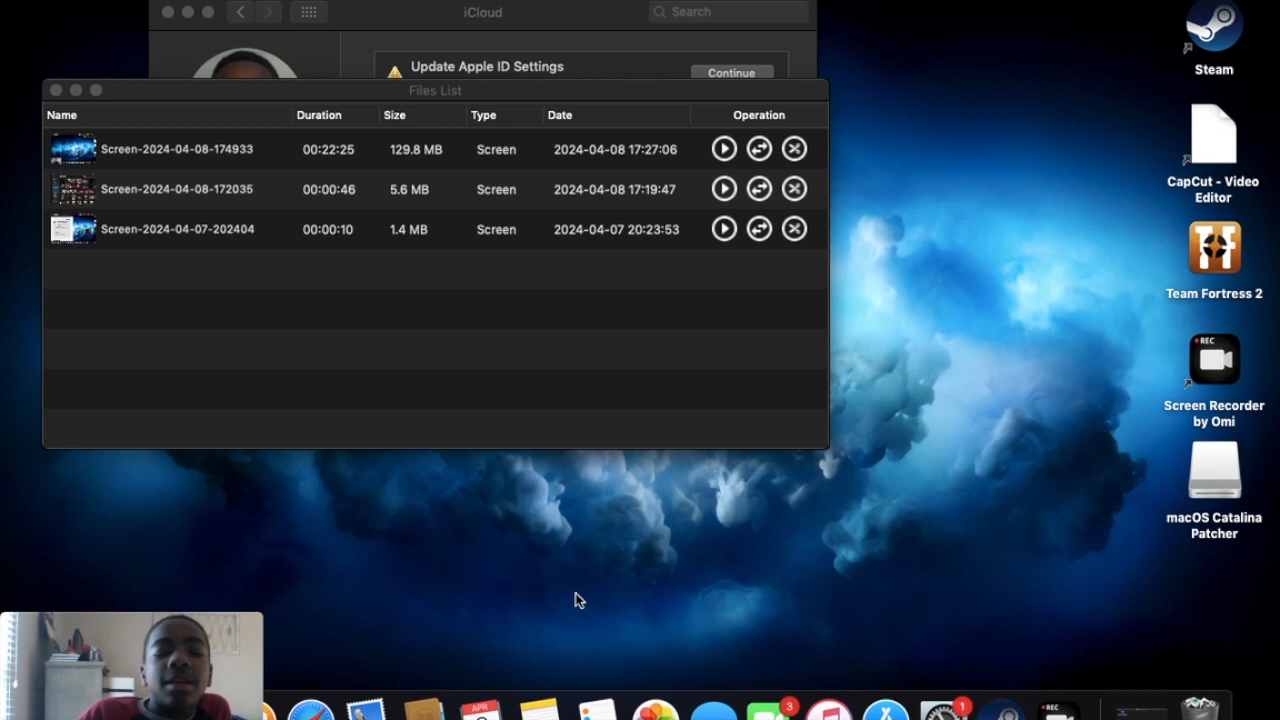 iCloud
Search
Update Apple ID Settings
Continue
Files List
Name Duration Size Type Date Operation
Screen-2024-04-08-174933 00:22:25 129.8 MB Screen 2024-04-08 17:27:06
Screen-2024-04-08-172035 00:00:46 5.6 MB Screen 2024-04-08 17:19:47
Screen-2024-04-07-202404 00:00:10 1.4 MB Screen 2024-04-07 20:23:53
Steam
CapCut - Video
Editor
Team Fortress 2
REC
Screen Recorder
by Omi
macOS Catalina
Patcher
APR
3
1
REC